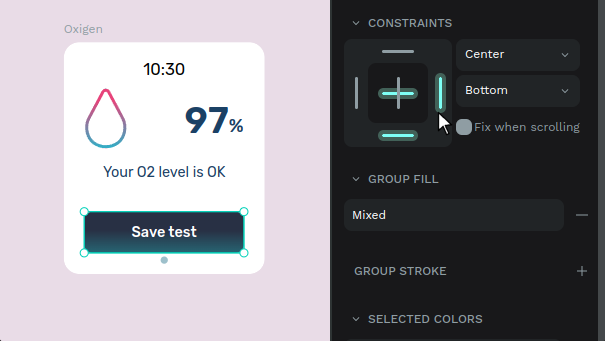 Oxigen
10:30
97%
Your O2 level is OK
Save test
CONSTRAINTS
Center
Bottom
Fix when scrolling
GROUP FILL
Mixed
GROUP STROKE
SELECTED COLORS